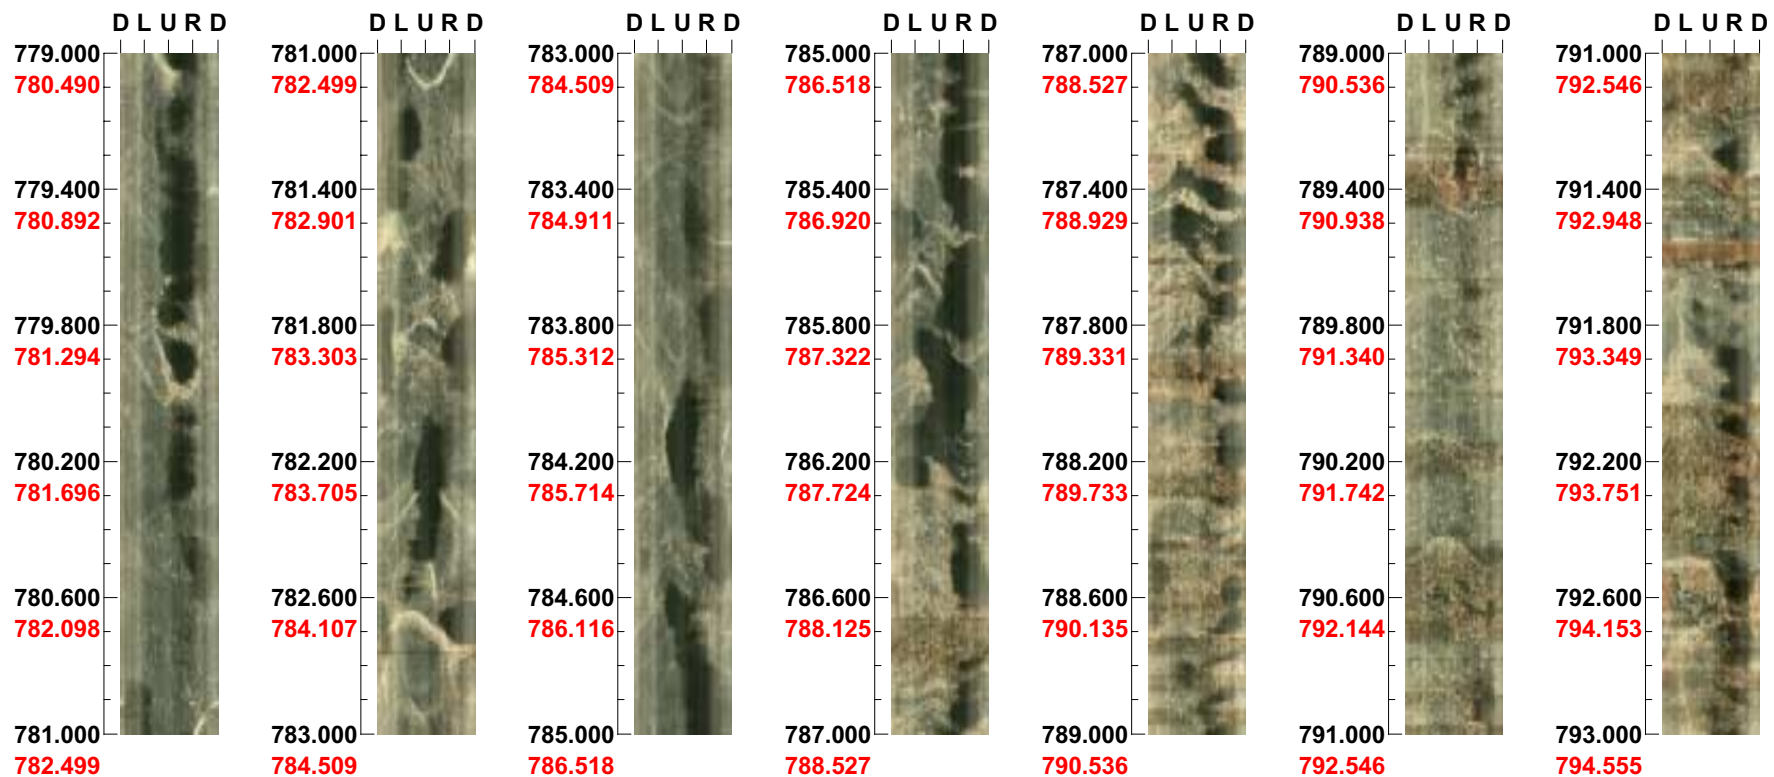 D L U R D D L U R D D L U R D D L U R D D L U R D D L U R D D L U R D
779.000 781.000 783.000 785.000 787.000 789.000 791.000
780.490 782.499 784.509 786.518 788.527 790.536 792.546
779.400 781.400 783.400 785.400 787.400 789.400 791.400
780.892 782.901 784.911 786.920 788.929 790.938 792.948
779.800 781.800 783.800 785.800 787.800 789.800 791.800
781.294 783.303 785.312 787.322 789.331 791.340 793.349
780.200 782.200 784.200 786.200 788.200 790.200 792.200
781.696 783.705 785.714 787.724 789.733 791.742 793.751
780.600 782.600 784.600 786.600 788.600 790.600 792.600
782.098 784.107 786.116 788.125 790.135 792.144 794.153
781.000 783.000 785.000 787.000 789.000 791.000 793.000
782.499 784.509 786.518 788.527 790.536 792.546 794.555